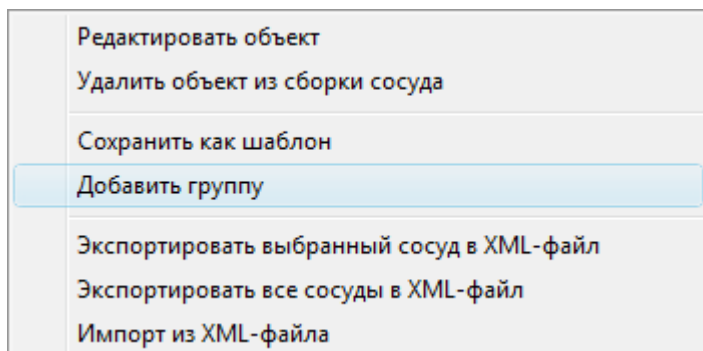 Редактировать объект
Удалить объект из сборки сосуда
Сохранить как шаблон
Добавить группу
Экспортировать выбранный сосуд в XML-файл
Экспортировать все сосуды в XML-файл
Импорт из XML-файла